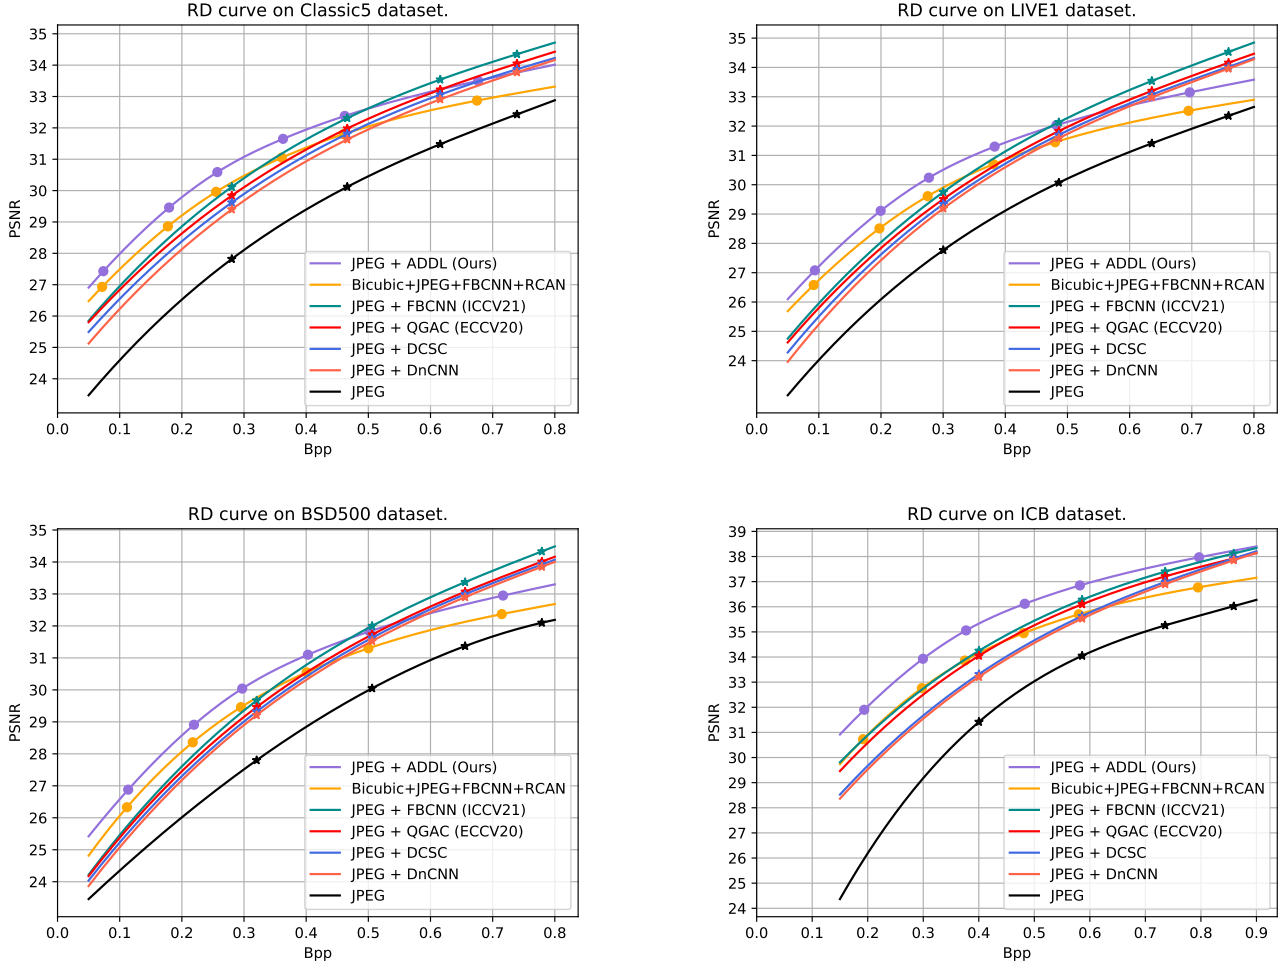 RD curve on Classic5 dataset.
35
34
33
32
31
30
29
28
27
26
25
24
PSNR
JPEG + ADDL (Ours)
Bicubic+JPEG+FBCNN+RCAN
JPEG + FBCNN (ICCV21)
JPEG + QGAC (ECCV20)
JPEG + DCSC
JPEG + DnCNN
JPEG
0.0 0.1 0.2 0.3 0.4 0.5 0.6 0.7 0.8
Bpp
RD curve on LIVE1 dataset.
35
34
33
32
31
30
29
28
27
26
25
24
PSNR
JPEG + ADDL (Ours)
Bicubic+JPEG+FBCNN+RCAN
JPEG + FBCNN (ICCV21)
JPEG + QGAC (ECCV20)
JPEG + DCSC
JPEG + DnCNN
JPEG
0.0 0.1 0.2 0.3 0.4 0.5 0.6 0.7 0.8
Bpp
RD curve on BSD500 dataset.
35
34
33
32
31
30
29
28
27
26
25
24
PSNR
JPEG + ADDL (Ours)
Bicubic+JPEG+FBCNN+RCAN
JPEG + FBCNN (ICCV21)
JPEG + QGAC (ECCV20)
JPEG + DCSC
JPEG + DnCNN
JPEG
0.0 0.1 0.2 0.3 0.4 0.5 0.6 0.7 0.8
Bpp
RD curve on ICB dataset.
39
38
37
36
35
34
33
32
31
30
29
28
27
26
25
24
PSNR
JPEG + ADDL (Ours)
Bicubic+JPEG+FBCNN+RCAN
JPEG + FBCNN (ICCV21)
JPEG + QGAC (ECCV20)
JPEG + DCSC
JPEG + DnCNN
JPEG
0.0 0.1 0.2 0.3 0.4 0.5 0.6 0.7 0.8 0.9
Bpp